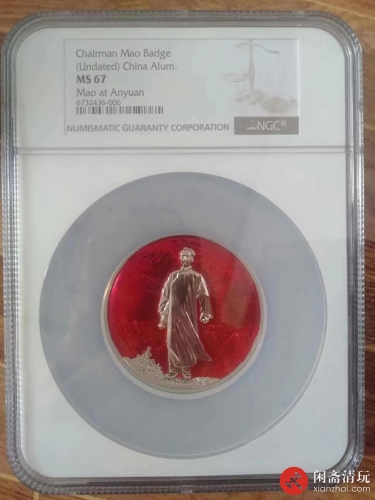 Chairman Mao Badge
(Undated) China Alum.
MS 67
Mao at Anyuan
6732436-006
NUMISMATIC GUARANTY CORPORATION
NGC®
闲斋清玩
xianzhai.com